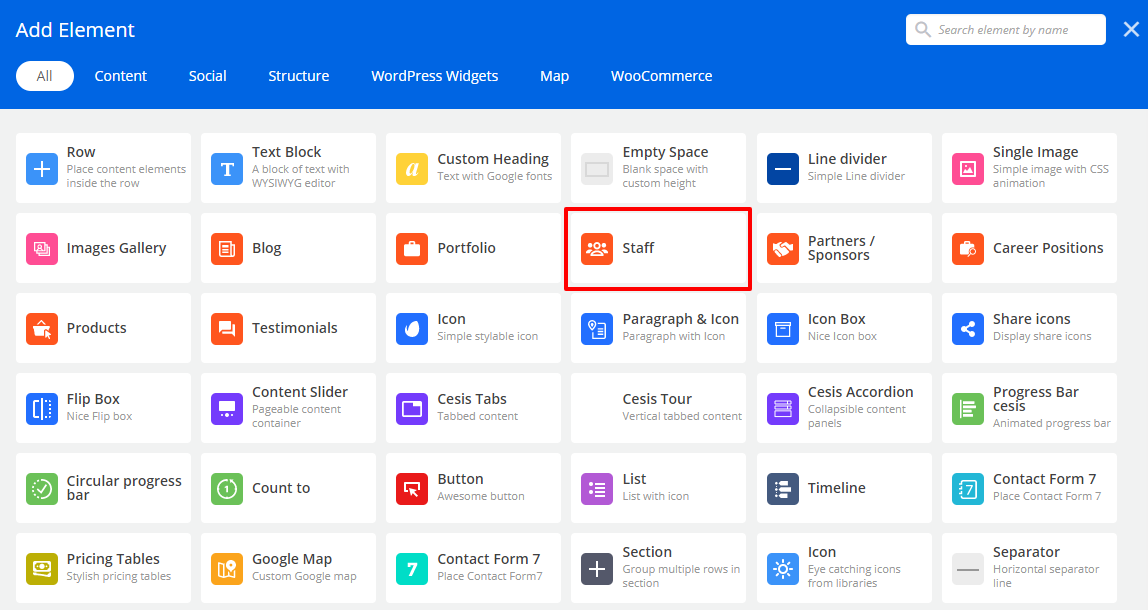 Add Element
Search element by name
All
Content
Social
Structure
WordPress Widgets
Map
WooCommerce
Row
Place content elements
inside the row
Text Block
A block of text with
WYSIWYG editor
Custom Heading
Text with Google fonts
Empty Space
Blank space with
custom height
Line divider
Simple Line divider
Single Image
Simple image with CSS
animation
Images Gallery
Blog
Portfolio
Staff
Partners /
Sponsors
Career Positions
Products
Testimonials
Icon
Simple stylable icon
Paragraph & Icon
Paragraph with Icon
Icon Box
Nice Icon box
Share icons
Display share icons
Flip Box
Nice Flip box
Content Slider
Pageable content
container
Cesis Tabs
Tabbed content
Cesis Tour
Vertical tabbed content
Cesis Accordion
Collapsible content
panels
Progress Bar
cesis
Animated progress bar
Circular progress
bar
Count to
Button
Awesome button
List
List with icon
Timeline
Contact Form 7
Place Contact Form 7
Pricing Tables
Stylish pricing tables
Google Map
Custom Google map
Contact Form 7
Place Contact Form7
Section
Group multiple rows in
section
Icon
Eye catching icons
from libraries
Separator
Horizontal separator
line